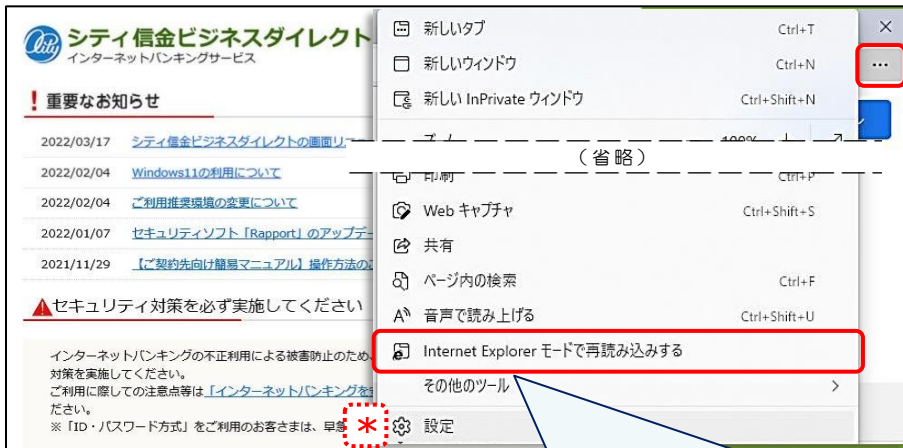 シティ信金ビジネスダイレクト
インターネットバンキングサービス
重要なお知らせ
2022/03/17 シティ信金ビジネスダイレクトの画面リ
2022/02/04 Windows11の利用について
2022/02/04 ご利用推奨環境の変更について
2022/01/07 セキュリティソフト「Rapport」のアップデー
2021/11/29 【ご契約先向け簡易マニュアル】操作方法の
セキュリティ対策を必ず実施してください
インターネットバンキングの不正利用による被害防止のため、
対策を実施してください。
ご利用に際しての注意点等は「インターネットバンキングを
ださい。
※「ID・パスワード方式」をご利用のお客さまは、早急
新しいタブ Ctrl+T
新しいウィンドウ Ctrl+N
新しい InPrivate ウィンドウ Ctrl+Shift+N
ズーム 100%
(省略)
印刷 Ctrl+P
Web キャプチャ Ctrl+Shift+S
共有
ページ内の検索 Ctrl+F
音声で読み上げる Ctrl+Shift+U
Internet Explorer モードで再読み込みする
その他のツール
* 設定